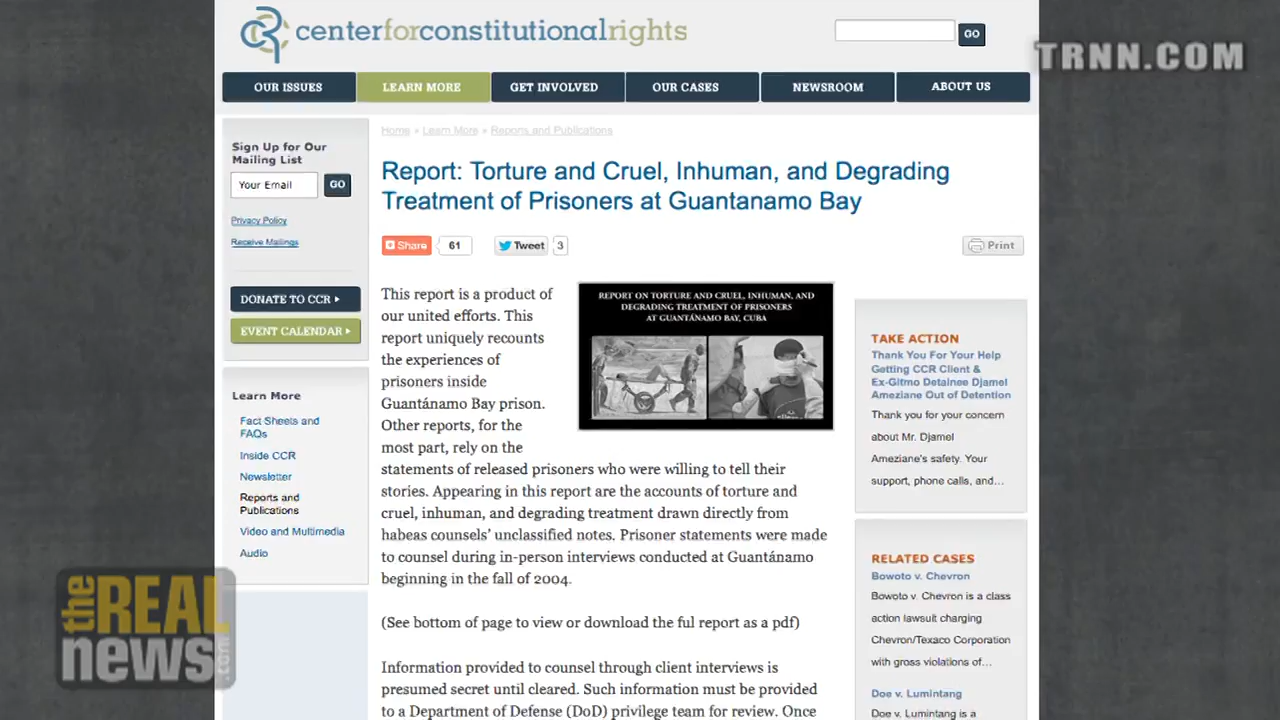 centerforconstitutionalrights
GO
TRNN.COM
OUR ISSUES
LEARN MORE
GET INVOLVED
OUR CASES
NEWSROOM
ABOUT US
Sign Up for Our
Mailing List
Your Email
GO
Privacy Policy
Receive Mailings
DONATE TO CCR
EVENT CALENDAR
Learn More
Fact Sheets and
FAQs
Inside CCR
Newsletter
Reports and
Publications
Video and Multimedia
Audio
Home » Learn More » Reports and Publications
Report: Torture and Cruel, Inhuman, and Degrading
Treatment of Prisoners at Guantanamo Bay
Share 61 Tweet 3
Print
This report is a product of
our united efforts. This
report uniquely recounts
the experiences of
prisoners inside
Guantánamo Bay prison.
Other reports, for the
most part, rely on the
statements of released prisoners who were willing to tell their
stories. Appearing in this report are the accounts of torture and
cruel, inhuman, and degrading treatment drawn directly from
habeas counsels' unclassified notes. Prisoner statements were made
to counsel during in-person interviews conducted at Guantánamo
beginning in the fall of 2004.
(See bottom of page to view or download the ful report as a pdf)
Information provided to counsel through client interviews is
presumed secret until cleared. Such information must be provided
to a Department of Defense (DoD) privilege team for review. Once
REPORT ON TORTURE AND CRUEL, INHUMAN, AND
DEGRADING TREATMENT OF PRISONERS
AT GUANTÁNAMO BAY, CUBA
TAKE ACTION
Thank You For Your Help
Getting CCR Client &
Ex-Gitmo Detainee Djamel
Ameziane Out of Detention
Thank you for your concern
about Mr. Djamel
Ameziane's safety. Your
support, phone calls, and...
RELATED CASES
Bowoto v. Chevron
Bowoto v. Chevron is a class
action lawsuit charging
Chevron/Texaco Corporation
with gross violations of...
Doe v. Lumintang
Doe v. Lumintang is a
the REAL
news.com